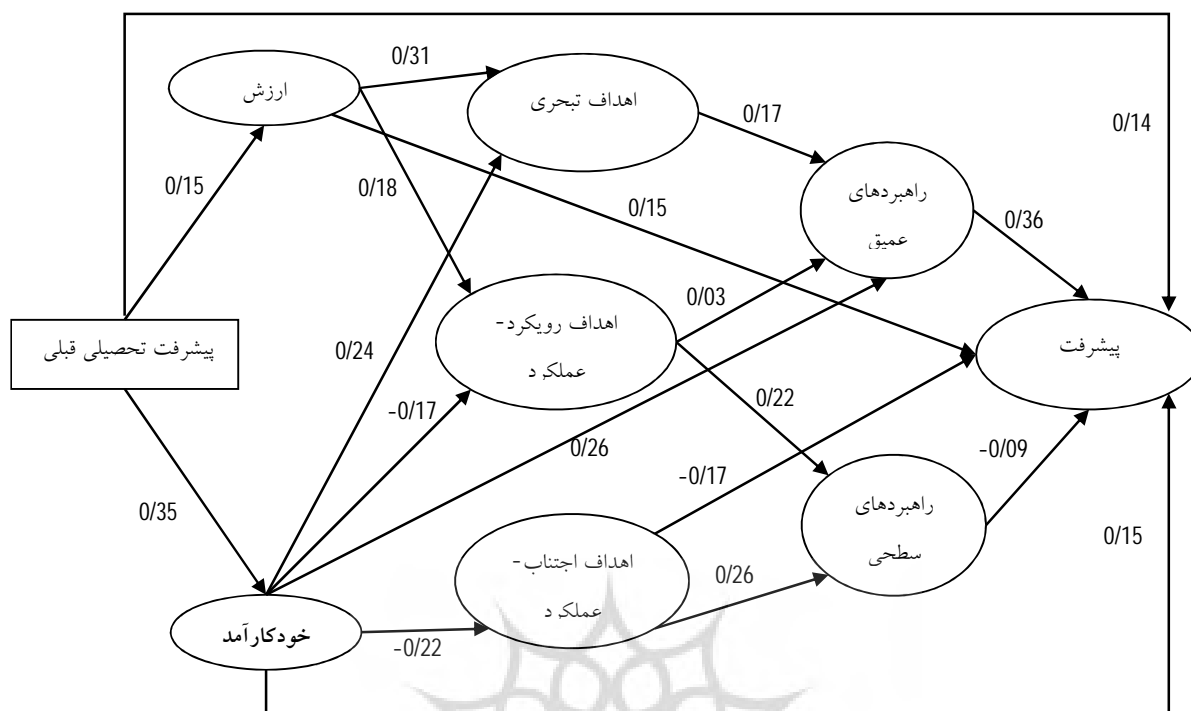 0/31
ارزش
اهداف تبحری
0/17
0/14
0/15
0/18
0/15
راهبردهای
عمیق
0/36
0/03
اهداف رویکرد-
عملکرد
پیشرفت تحصیلی قبلی
0/24
-0/17
پیشرفت
0/22
0/26
-0/17
-0/09
0/35
راهبردهای
سطحی
0/15
اهداف اجتناب-
عملکرد
0/26
خودکارآمد
-0/22